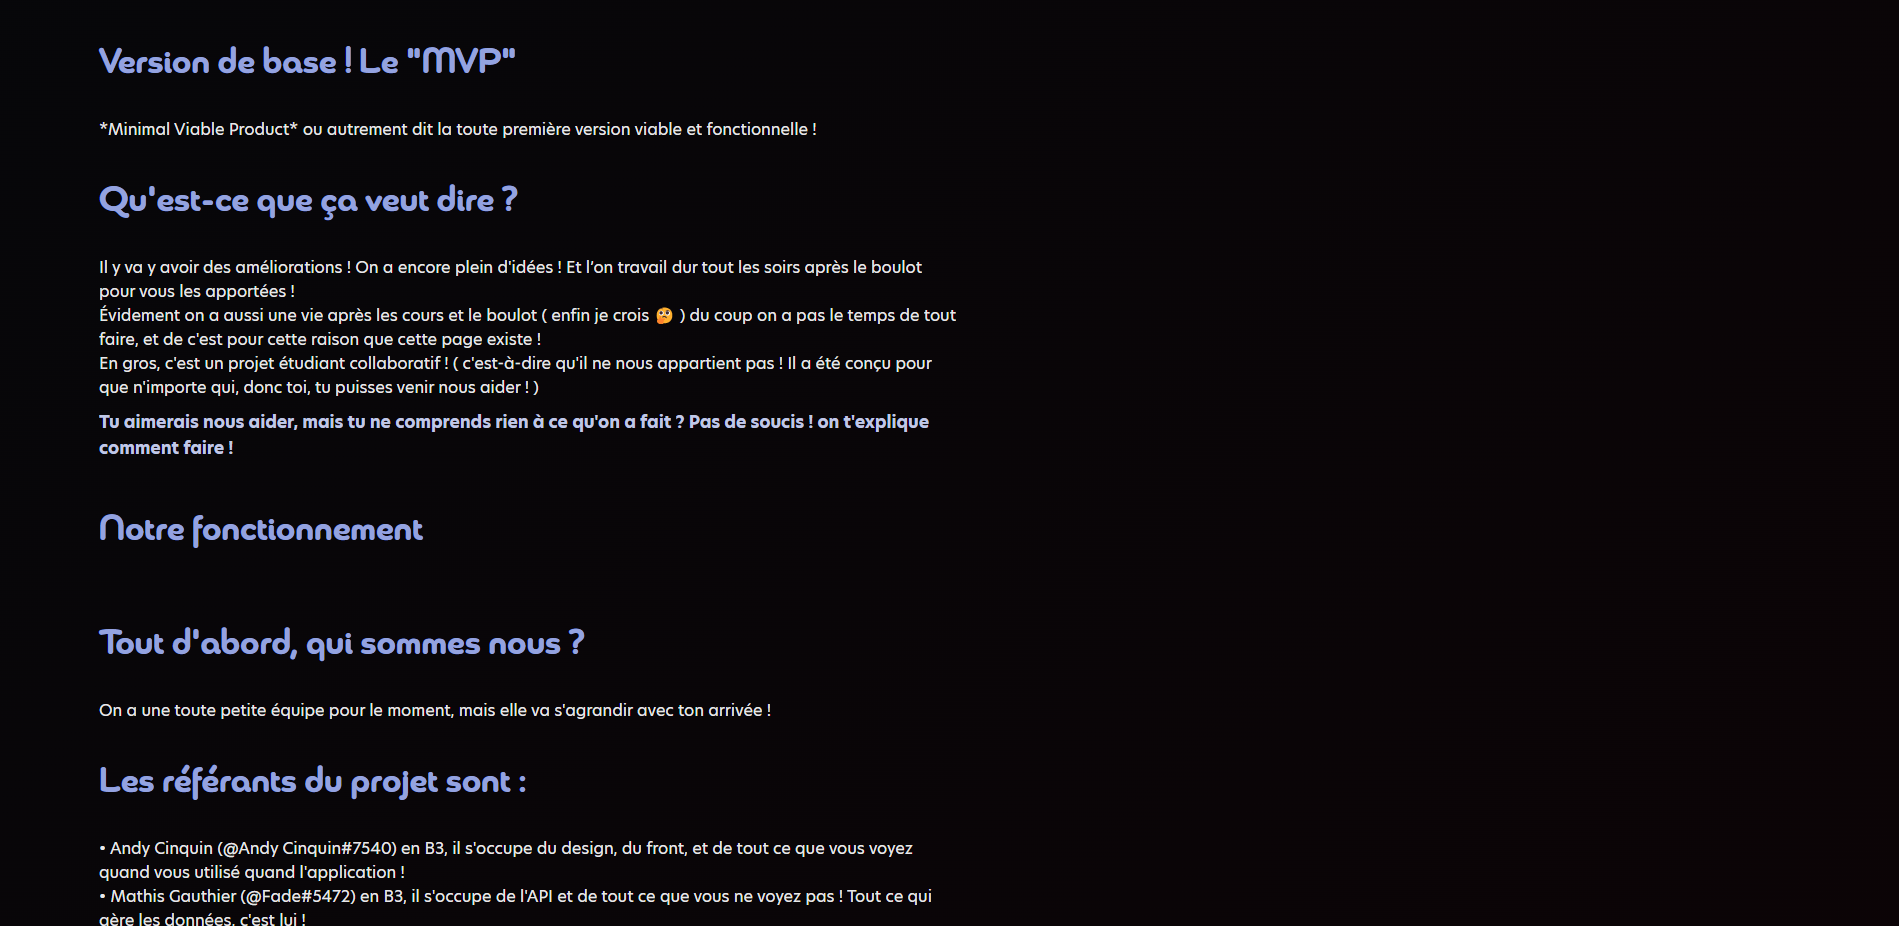 Version de base ! Le "MVP"
*Minimal Viable Product* ou autrement dit la toute première version viable et fonctionnelle !
Qu'est-ce que ça veut dire ?
Il y va y avoir des améliorations ! On a encore plein d'idées ! Et l’on travail dur tout les soirs après le boulot
pour vous les apportées !
Évidement on a aussi une vie après les cours et le boulot ( enfin je crois 🤔 ) du coup on a pas le temps de tout
faire, et de c'est pour cette raison que cette page existe !
En gros, c'est un projet étudiant collaboratif ! ( c'est-à-dire qu'il ne nous appartient pas ! Il a été conçu pour
que n'importe qui, donc toi, tu puisses venir nous aider ! )
Tu aimerais nous aider, mais tu ne comprends rien à ce qu'on a fait ? Pas de soucis ! on t'explique
comment faire !
Notre fonctionnement
Tout d'abord, qui sommes nous ?
On a une toute petite équipe pour le moment, mais elle va s'agrandir avec ton arrivée !
Les référants du projet sont :
• Andy Cinquin (@Andy Cinquin#7540) en B3, il s'occupe du design, du front, et de tout ce que vous voyez
quand vous utilisé quand l'application !
• Mathis Gauthier (@Fade#5472) en B3, il s'occupe de l'API et de tout ce que vous ne voyez pas ! Tout ce qui
gère les données, c'est lui !